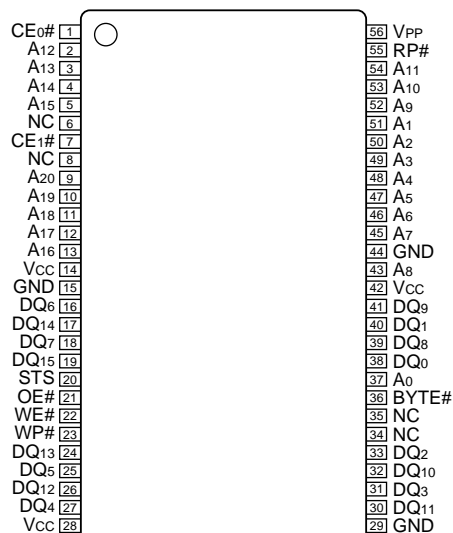 CE0# 1
A12 2
A13 3
A14 4
A15 5
NC 6
CE1# 7
NC 8
A20 9
A19 10
A18 11
A17 12
A16 13
VCC 14
GND 15
DQ6 16
DQ14 17
DQ7 18
DQ15 19
STS 20
OE# 21
WE# 22
WP# 23
DQ13 24
DQ5 25
DQ12 26
DQ4 27
VCC 28
56 VPP
55 RP#
54 A11
53 A10
52 A9
51 A1
50 A2
49 A3
48 A4
47 A5
46 A6
45 A7
44 GND
43 A8
42 VCC
41 DQ9
40 DQ1
39 DQ8
38 DQ0
37 A0
36 BYTE#
35 NC
34 NC
33 DQ2
32 DQ10
31 DQ3
30 DQ11
29 GND